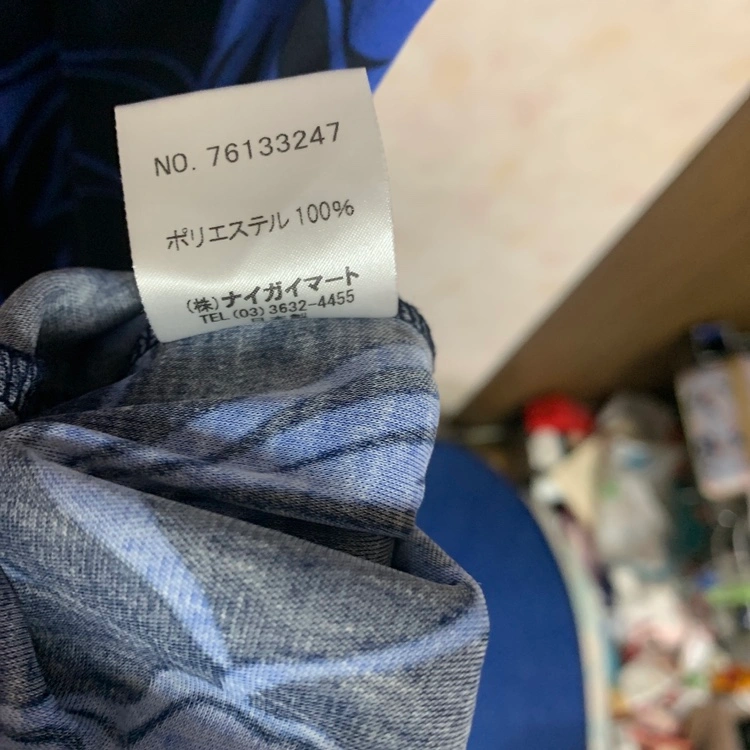 NO. 76133247
ポリエステル 100%
(株)ナイガイマート
TEL (03) 3632-4455